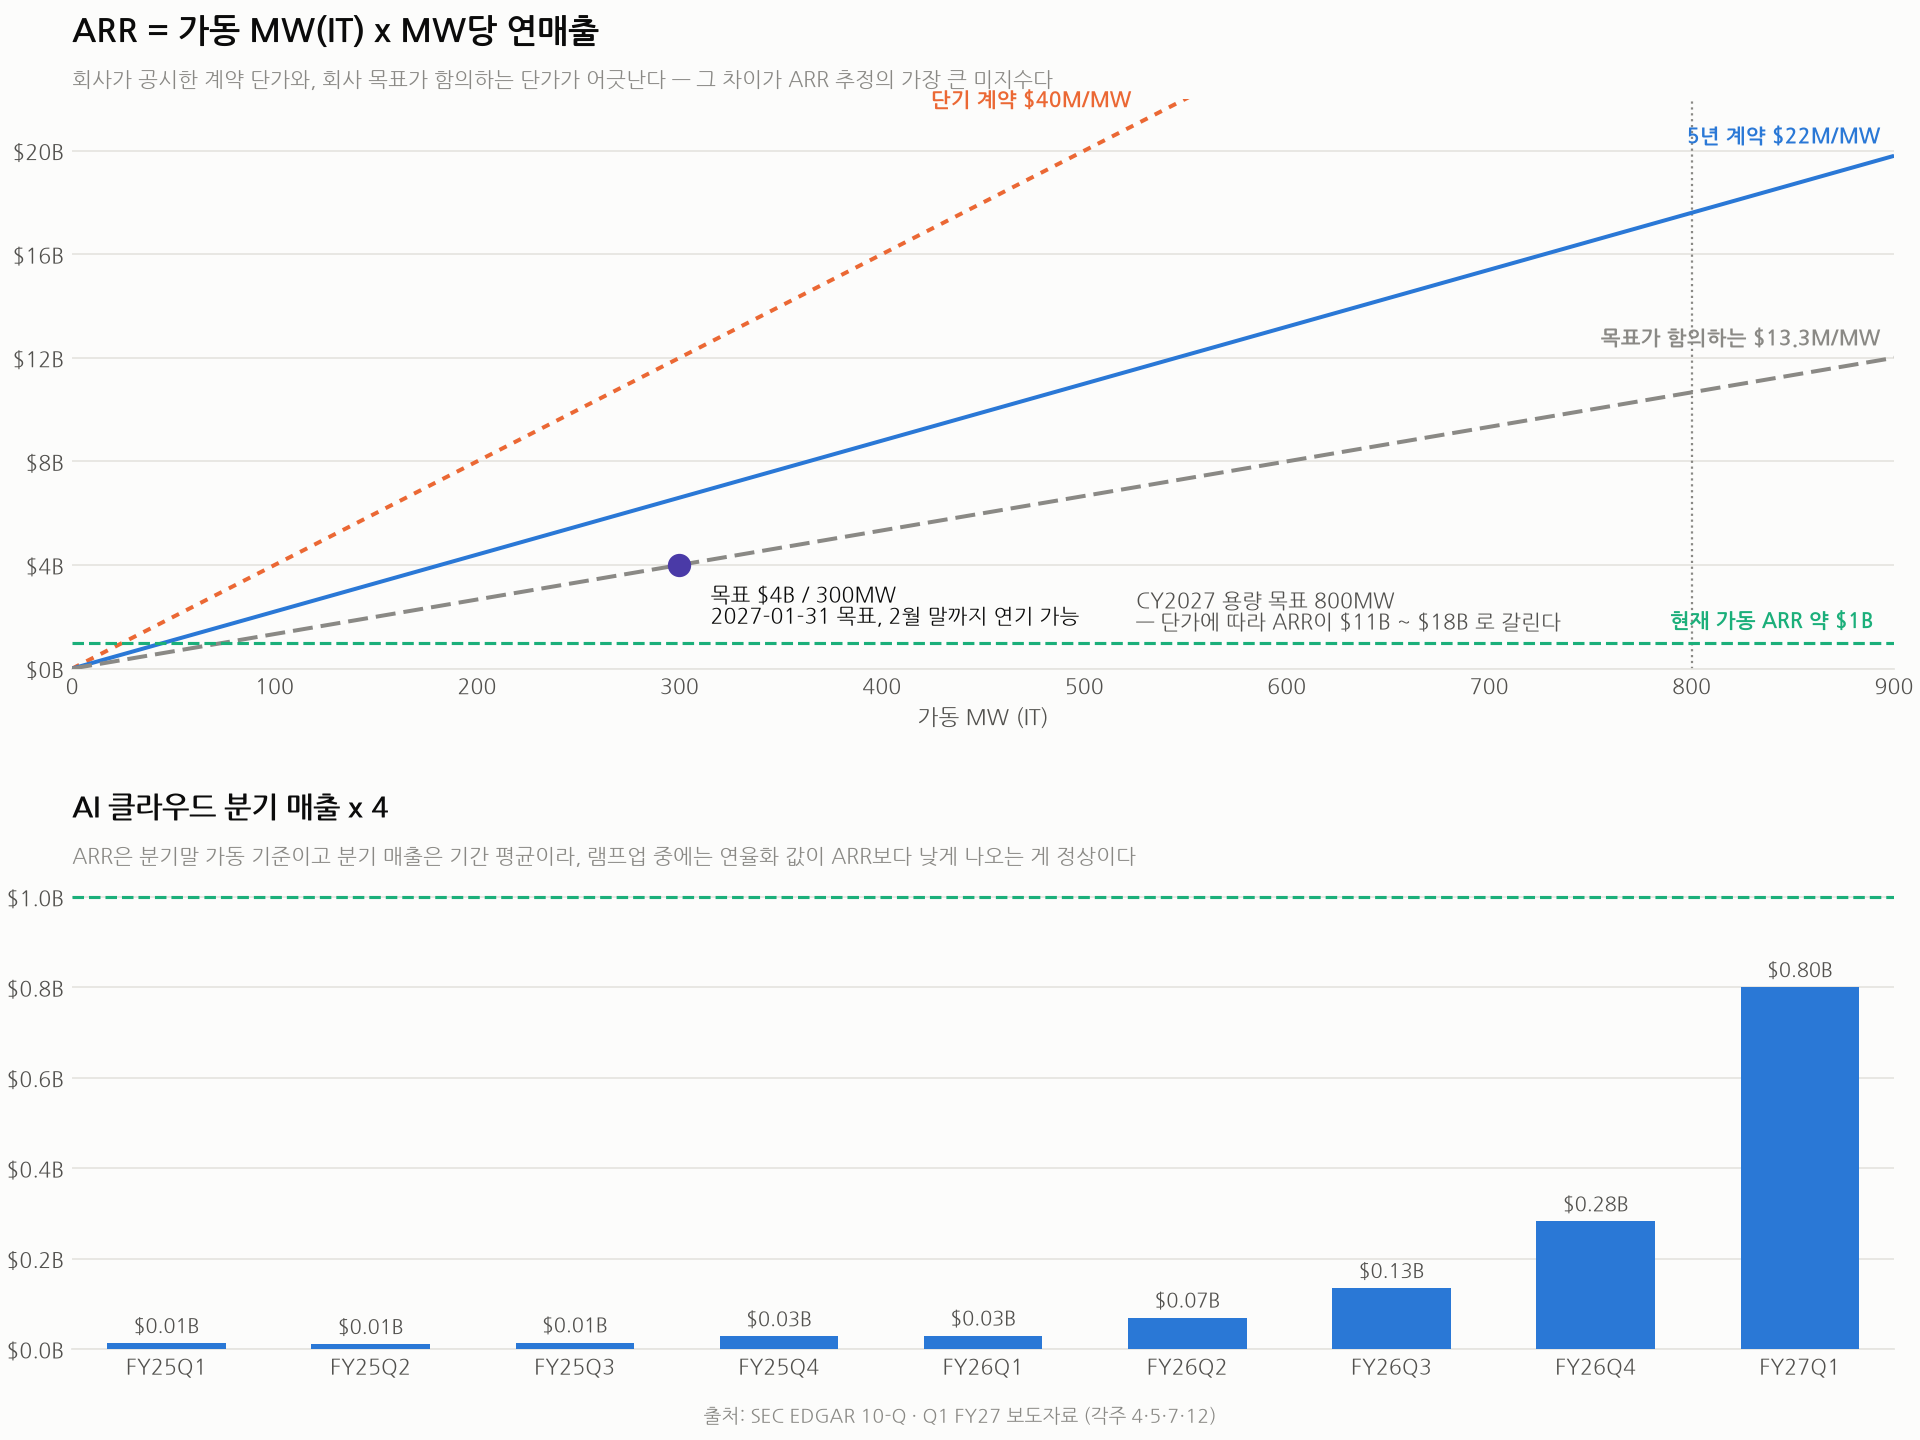 ARR = 가동 MW(IT) x MW당 연매출
회사가 공시한 계약 단가와, 회사 목표가 함의하는 단가가 어긋난다 — 그 차이가 ARR 추정의 가장 큰 미지수다
단기 계약 $40M/MW
5년 계약 $22M/MW
$20B
$16B
목표가 함의하는 $13.3M/MW
$12B
$8B
$4B
목표 $4B / 300MW
2027-01-31 목표, 2월 말까지 연기 가능
CY2027 용량 목표 800MW
— 단가에 따라 ARR이 $11B ~ $18B 로 갈린다
현재 가동 ARR 약 $1B
$0B
0 100 200 300 400 500 600 700 800 900
가동 MW (IT)
AI 클라우드 분기 매출 x 4
ARR은 분기말 가동 기준이고 분기 매출은 기간 평균이라, 램프업 중에는 연율화 값이 ARR보다 낮게 나오는 게 정상이다
$1.0B
$0.8B
$0.6B
$0.4B
$0.2B
$0.0B
$0.01B $0.01B $0.01B $0.03B $0.03B $0.07B $0.13B $0.28B $0.80B
FY25Q1 FY25Q2 FY25Q3 FY25Q4 FY26Q1 FY26Q2 FY26Q3 FY26Q4 FY27Q1
출처: SEC EDGAR 10-Q · Q1 FY27 보도자료 (각주 4·5·7·12)